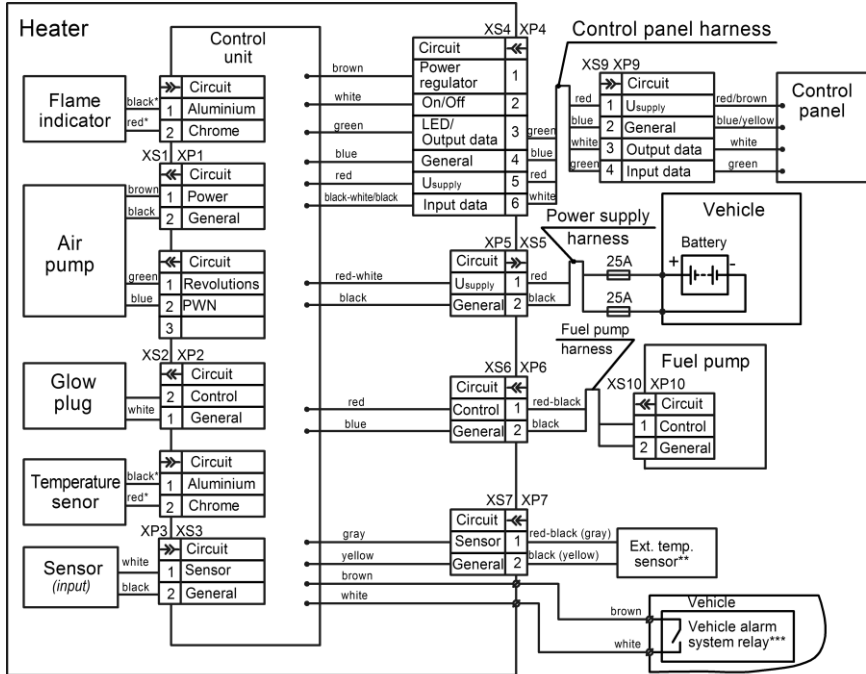 Heater
Control
unit
Flame
indicator
black*
red*
Circuit
1 Aluminium
2 Chrome
XS1 XP1
Air
pump
brown
black
Circuit
1 Power
2 General
green
blue
Circuit
1 Revolutions
2 PWN
3
XS2 XP2
Glow
plug
white
Circuit
2 Control
1 General
Temperature
senor
black*
red*
Circuit
1 Aluminium
2 Chrome
XP3 XS3
Sensor
(input)
white
black
Circuit
1 Sensor
2 General
XS4 XP4
Circuit
brown
Power
regulator 1
white
On/Off 2
green
LED/
Output data 3 green
blue
General 4 blue
red
Usupply 5 red
black-white/black
Input data 6 white
Control panel harness
XS9 XP9
Circuit
red 1 Usupply red/brown
blue 2 General blue/yellow
white 3 Output data white
green 4 Input data green
Control
panel
XP5 XS5
Circuit
red-white
Usupply 1 red
black
General 2 black
Power supply
harness
25A
25A
Vehicle
Battery
+ -
XS6 XP6
Circuit
red
Control 1 red-black
blue
General 2 black
Fuel pump
harness
Fuel pump
XS10 XP10
Circuit
1 Control
2 General
XS7 XP7
Circuit
gray
Sensor 1 red-black (gray)
yellow
General 2 black (yellow)
Ext. temp.
sensor**
brown
white
brown
white
Vehicle
Vehicle alarm
system relay***